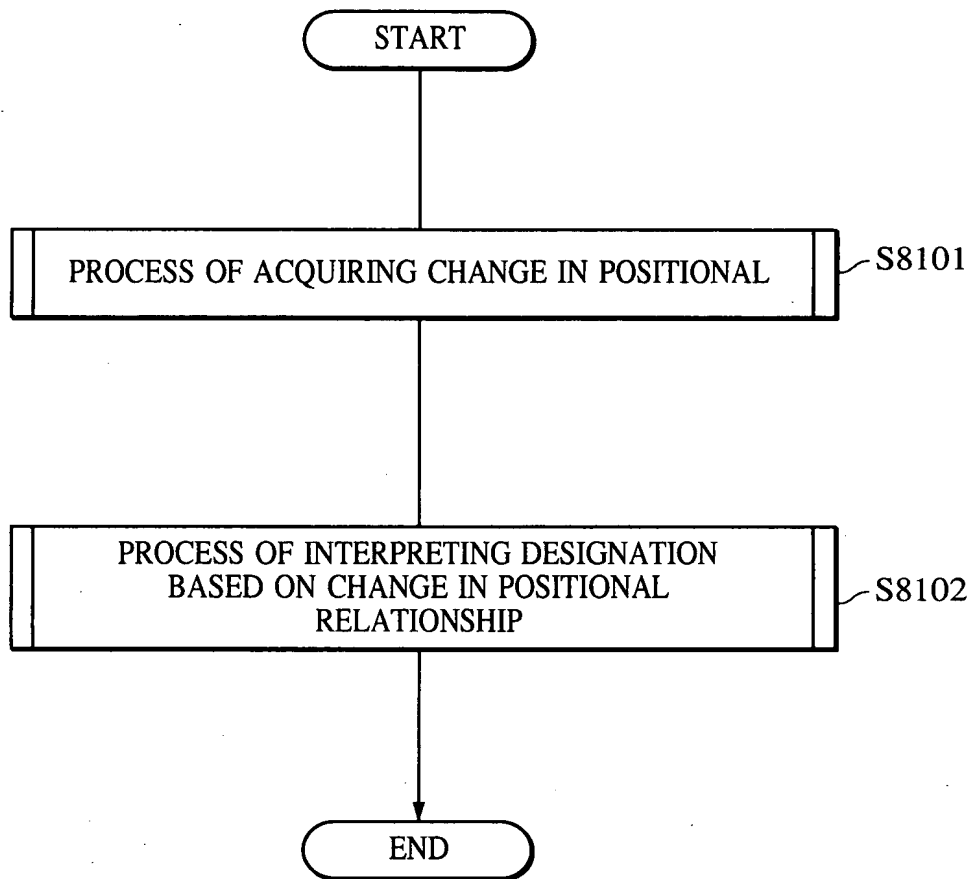 START
PROCESS OF ACQUIRING CHANGE IN POSITIONAL
S8101
PROCESS OF INTERPRETING DESIGNATION
BASED ON CHANGE IN POSITIONAL
RELATIONSHIP
S8102
END